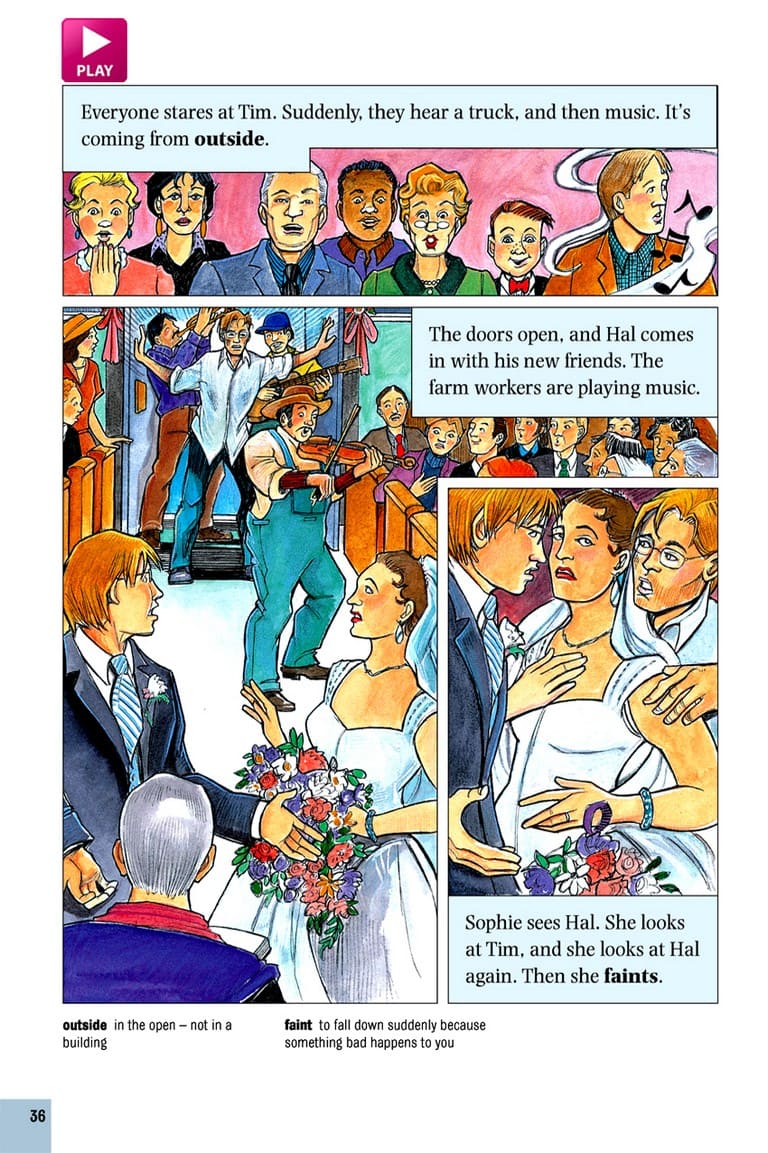 PLAY
Everyone stares at Tim. Suddenly, they hear a truck, and then music. It’s
coming from outside.
The doors open, and Hal comes
in with his new friends. The
farm workers are playing music.
Sophie sees Hal. She looks
at Tim, and she looks at Hal
again. Then she faints.
outside in the open – not in a
building
faint to fall down suddenly because
something bad happens to you
36